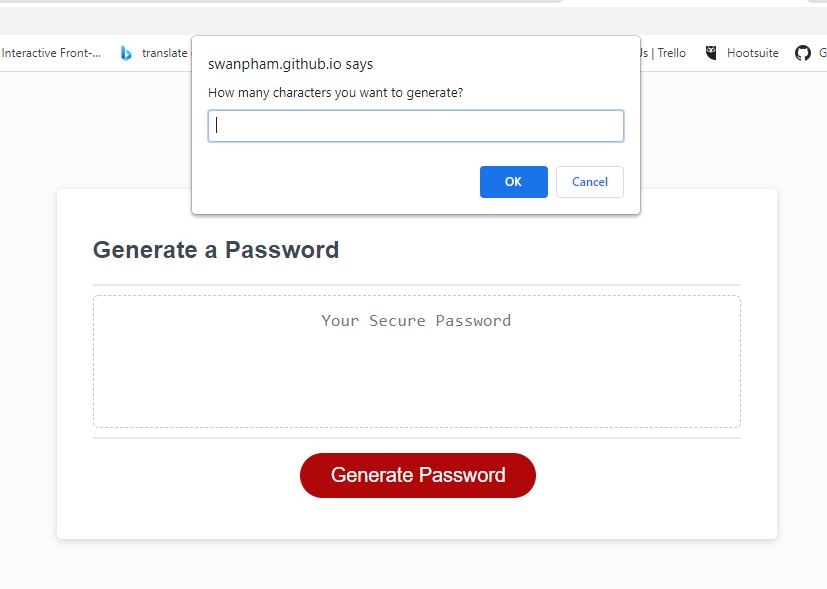 Interactive Front-...
translate
Trello
Hootsuite
swanpham.github.io says
How many characters you want to generate?
OK
Cancel
Generate a Password
Your Secure Password
Generate Password